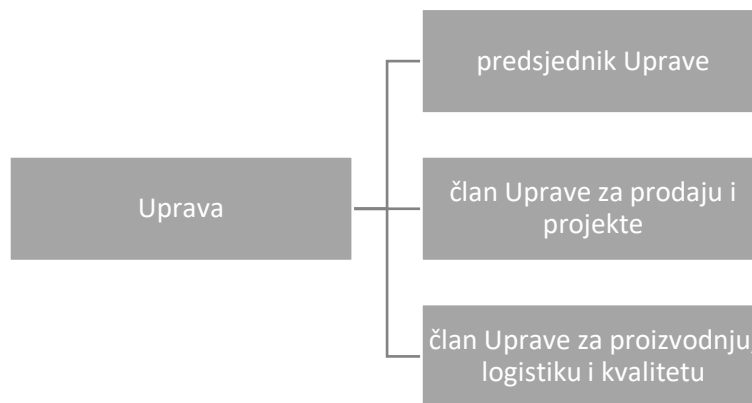 predsjednik Uprave
Uprava
član Uprave za prodaju i
projekte
član Uprave za proizvodnju,
logistiku i kvalitetu